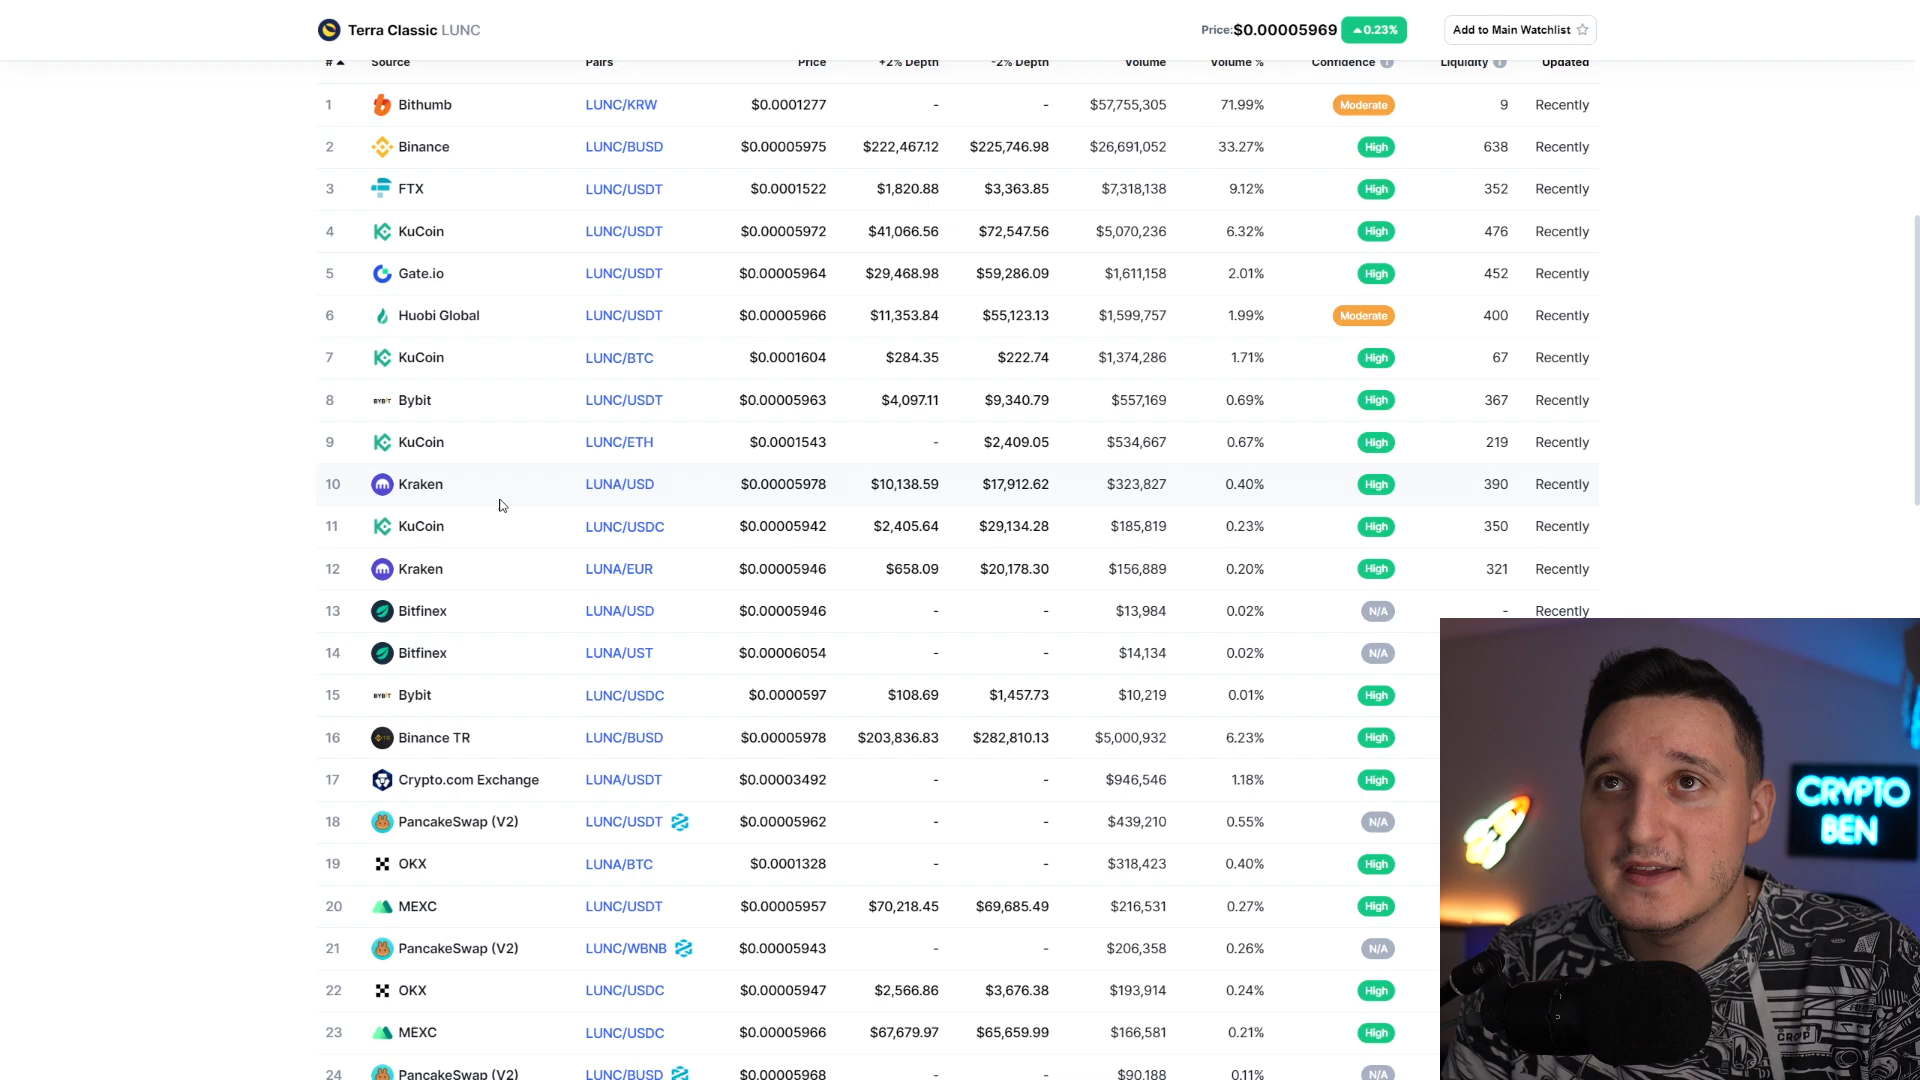 Terra Classic LUNC Price:$0.00005969 0.23% Add to Main Watchlist
# Source Pairs Price +2% Depth -2% Depth Volume Volume % Confidence Liquidity Updated
1 Bithumb LUNC/KRW $0.0001277 - - $57,755,305 71.99% Moderate 9 Recently
2 Binance LUNC/BUSD $0.00005975 $222,467.12 $225,746.98 $26,691,052 33.27% High 638 Recently
3 FTX LUNC/USDT $0.0001522 $1,820.88 $3,363.85 $7,318,138 9.12% High 352 Recently
4 KuCoin LUNC/USDT $0.00005972 $41,066.56 $72,547.56 $5,070,236 6.32% High 476 Recently
5 Gate.io LUNC/USDT $0.00005964 $29,468.98 $59,286.09 $1,611,158 2.01% High 452 Recently
6 Huobi Global LUNC/USDT $0.00005966 $11,353.84 $55,123.13 $1,599,757 1.99% Moderate 400 Recently
7 KuCoin LUNC/BTC $0.0001604 $284.35 $222.74 $1,374,286 1.71% High 67 Recently
8 BYBIT Bybit LUNC/USDT $0.00005963 $4,097.11 $9,340.79 $557,169 0.69% High 367 Recently
9 KuCoin LUNC/ETH $0.0001543 - $2,409.05 $534,667 0.67% High 219 Recently
10 Kraken LUNA/USD $0.00005978 $10,138.59 $17,912.62 $323,827 0.40% High 390 Recently
11 KuCoin LUNC/USDC $0.00005942 $2,405.64 $29,134.28 $185,819 0.23% High 350 Recently
12 Kraken LUNA/EUR $0.00005946 $658.09 $20,178.30 $156,889 0.20% High 321 Recently
13 Bitfinex LUNA/USD $0.00005946 - - $13,984 0.02% N/A - Recently
14 Bitfinex LUNA/UST $0.00006054 - - $14,134 0.02% N/A
15 BYBIT Bybit LUNC/USDC $0.0000597 $108.69 $1,457.73 $10,219 0.01% High
16 Binance TR LUNC/BUSD $0.00005978 $203,836.83 $282,810.13 $5,000,932 6.23% High
17 Crypto.com Exchange LUNA/USDT $0.00003492 - - $946,546 1.18% High
18 PancakeSwap (V2) LUNC/USDT $0.00005962 - - $439,210 0.55% N/A
19 OKX LUNA/BTC $0.0001328 - - $318,423 0.40% High
20 MEXC LUNC/USDT $0.00005957 $70,218.45 $69,685.49 $216,531 0.27% High
21 PancakeSwap (V2) LUNC/WBNB $0.00005943 - - $206,358 0.26% N/A
22 OKX LUNC/USDC $0.00005947 $2,566.86 $3,676.38 $193,914 0.24% High
23 MEXC LUNC/USDC $0.00005966 $67,679.97 $65,659.99 $166,581 0.21% High
24 PancakeSwap (V2) LUNC/BUSD $0.00005968 - - $90,188 0.11% N/A
CRYPTO
BEN
CROP